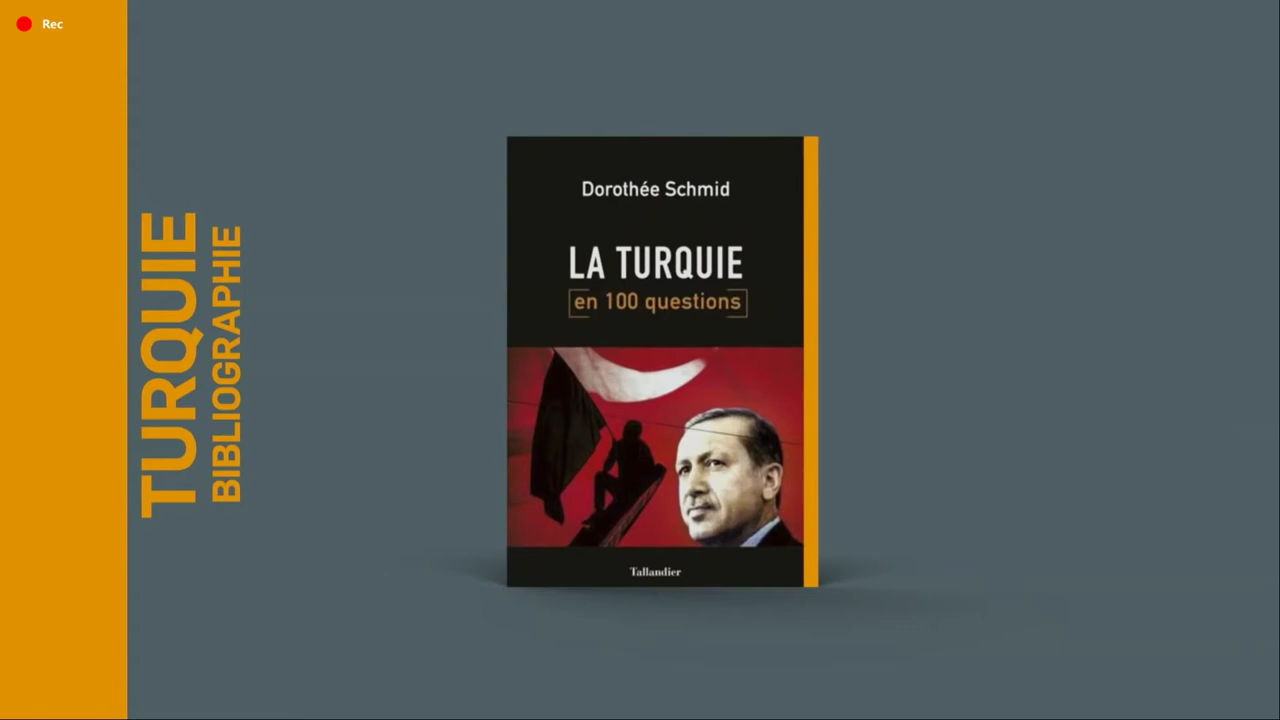 Rec
TURQUIE
BIBLIOGRAPHIE
Dorothée Schmid
LA TURQUIE
en 100 questions
Tallandier